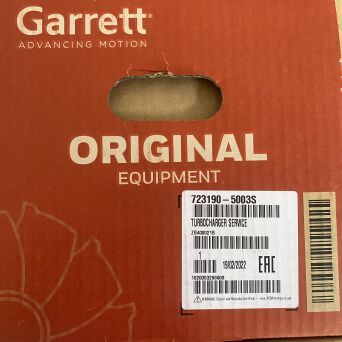 Garrett
ADVANCING MOTION
ORIGINAL
EQUIPMENT
723190-5003S
TURBOCHARGER SERVICE
1
19/02/2022
EAC